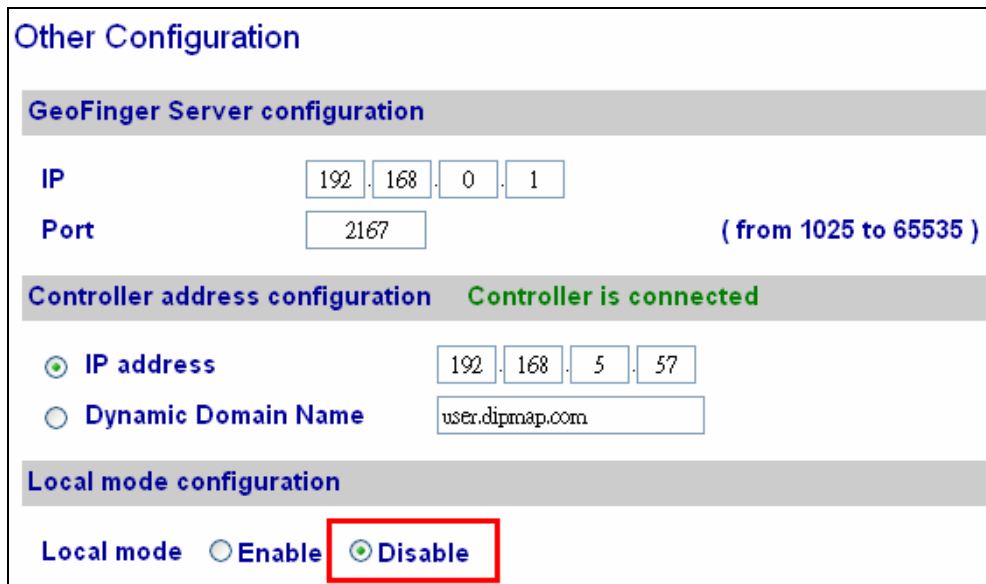 Other Configuration
GeoFinger Server configuration
IP 192 . 168 . 0 . 1
Port 2167 ( from 1025 to 65535 )
Controller address configuration Controller is connected
IP address 192 . 168 . 5 . 57
Dynamic Domain Name user.dipmap.com
Local mode configuration
Local mode Enable Disable